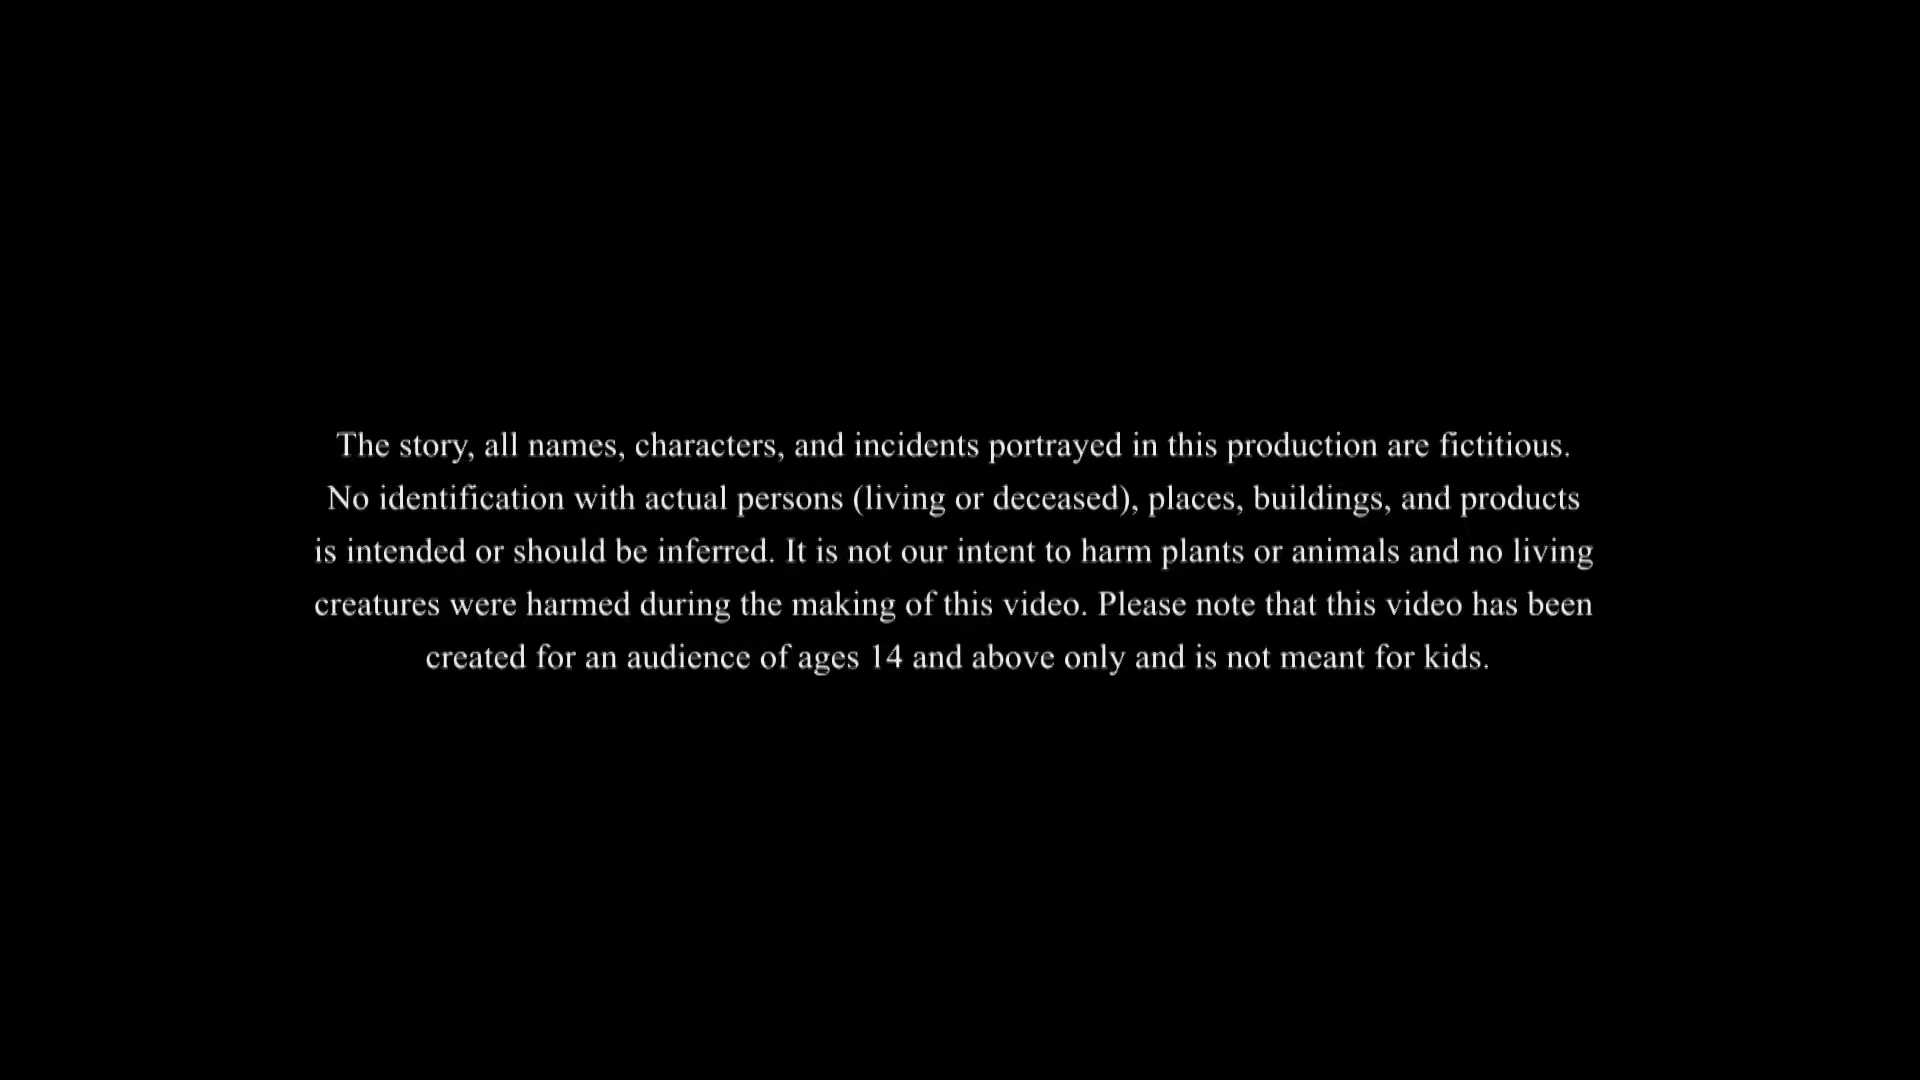 The story, all names, characters, and incidents portrayed in this production are fictitious.
No identification with actual persons (living or deceased), places, buildings, and products
is intended or should be inferred. It is not our intent to harm plants or animals and no living
creatures were harmed during the making of this video. Please note that this video has been
created for an audience of ages 14 and above only and is not meant for kids.